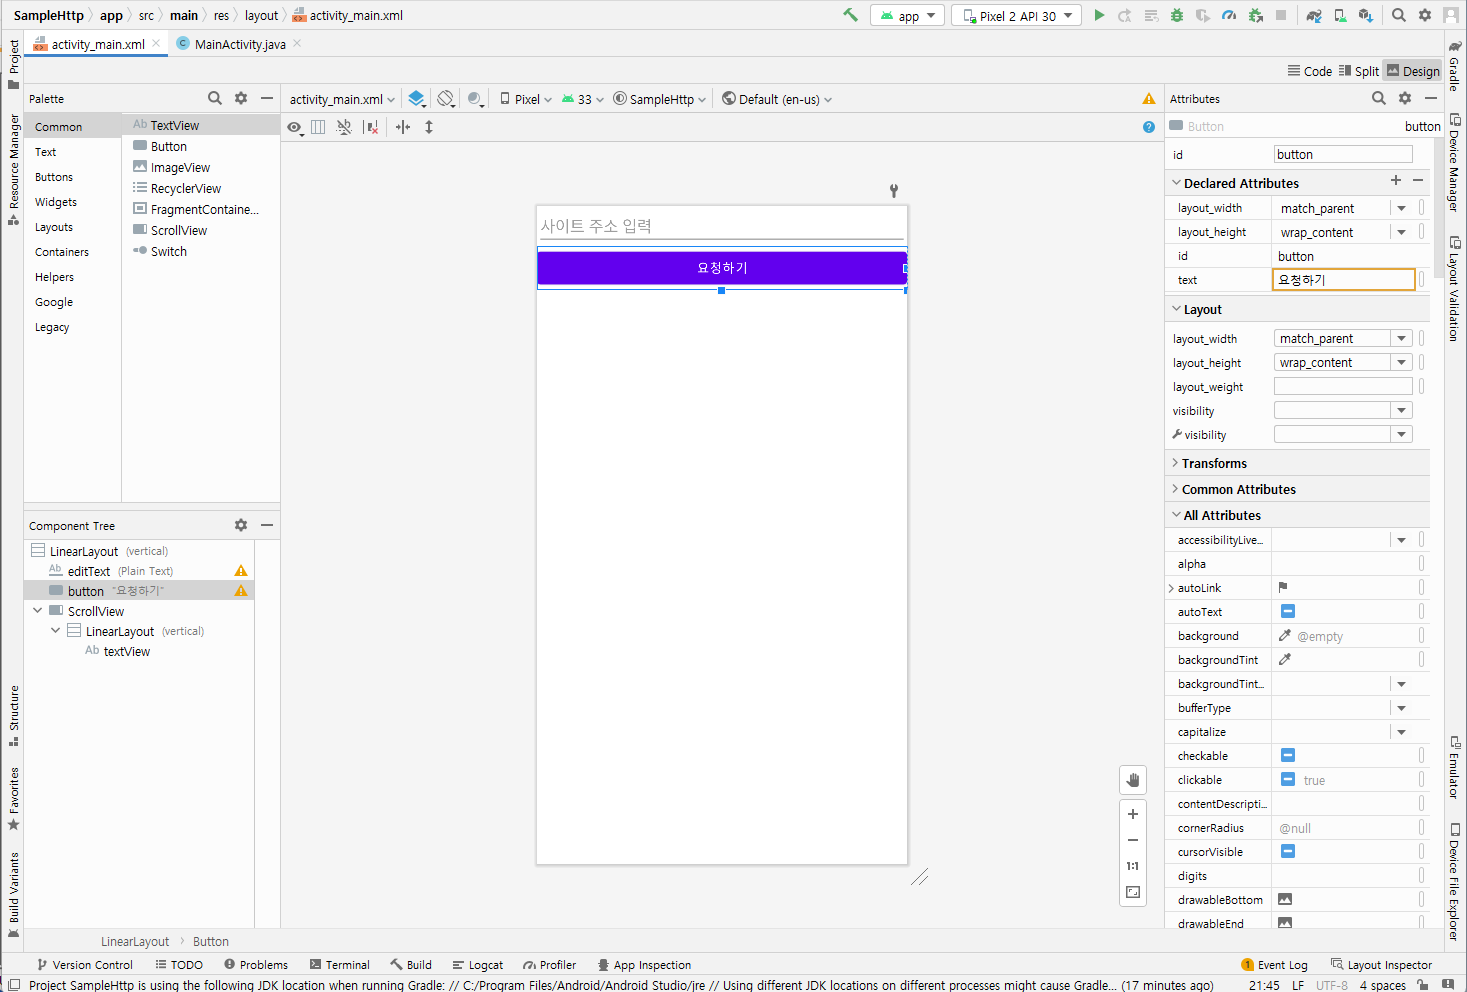 SampleHttp > app > src > main > res > layout > activity_main.xml
app
Pixel 2 API 30
activity_main.xml
MainActivity.java
Code
Split
Design
Project
Resource Manager
Structure
Favorites
Build Variants
Palette
Common
Text
Buttons
Widgets
Layouts
Containers
Helpers
Google
Legacy
Ab TextView
Button
ImageView
RecyclerView
FragmentContaine...
ScrollView
Switch
Component Tree
LinearLayout (vertical)
Ab editText (Plain Text)
button "요청하기"
ScrollView
LinearLayout (vertical)
Ab textView
activity_main.xml
Pixel
33
SampleHttp
Default (en-us)
사이트 주소 입력
요청하기
1:1
Attributes
Button
button
id button
Declared Attributes
layout_width match_parent
layout_height wrap_content
id button
text 요청하기
Layout
layout_width match_parent
layout_height wrap_content
layout_weight
visibility
visibility
Transforms
Common Attributes
All Attributes
accessibilityLive...
alpha
autoLink
autoText
background @empty
backgroundTint
backgroundTint...
bufferType
capitalize
checkable
clickable true
contentDescripti...
cornerRadius @null
cursorVisible
digits
drawableBottom
drawableEnd
Gradle
Device Manager
Layout Validation
Emulator
Device File Explorer
LinearLayout > Button
Version Control
TODO
Problems
Terminal
Build
Logcat
Profiler
App Inspection
1 Event Log
Layout Inspector
Project SampleHttp is using the following JDK location when running Gradle: // C:/Program Files/Android/Android Studio/jre // Using different JDK locations on different processes might cause Gradle... (17 minutes ago)
21:45 LF UTF-8 4 spaces